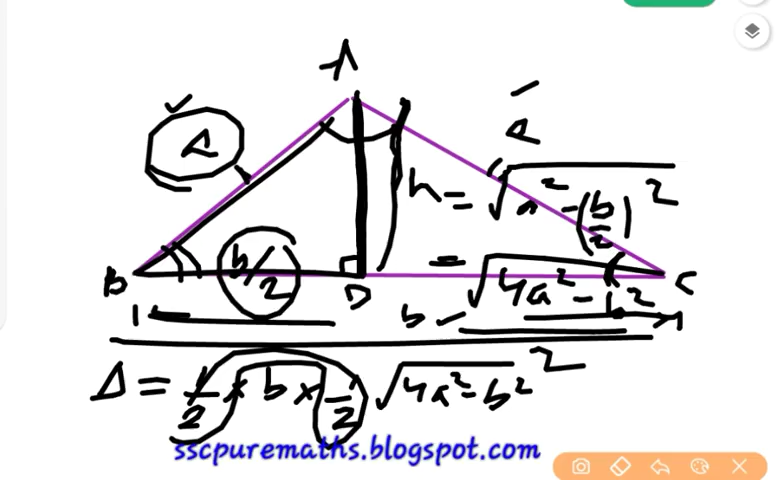 A
a
a
h = √a² - (b/2)²
b/2
B
D
C
= √4a² - b²
b
Δ = 1/2 × b × 1/2 √4a² - b²
2
sscpuremaths.blogspot.com